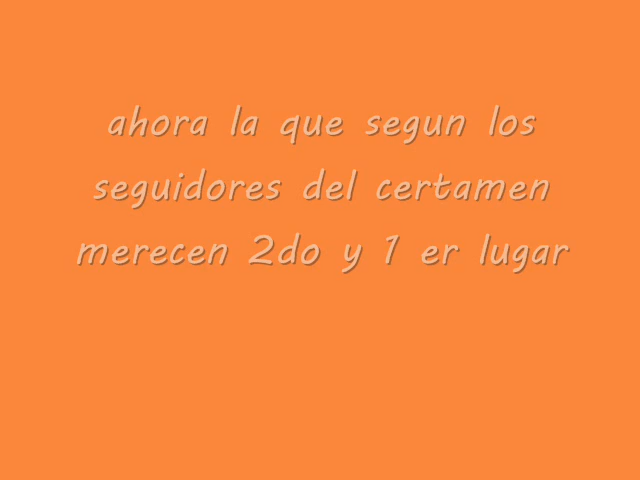 ahora la que segun los
seguidores del certamen
merecen 2do y 1 er lugar